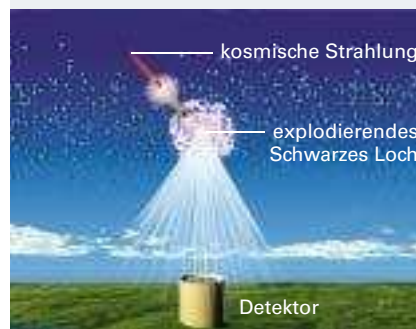 kosmische Strahlung
explodierendes
Schwarzes Loch
Detektor